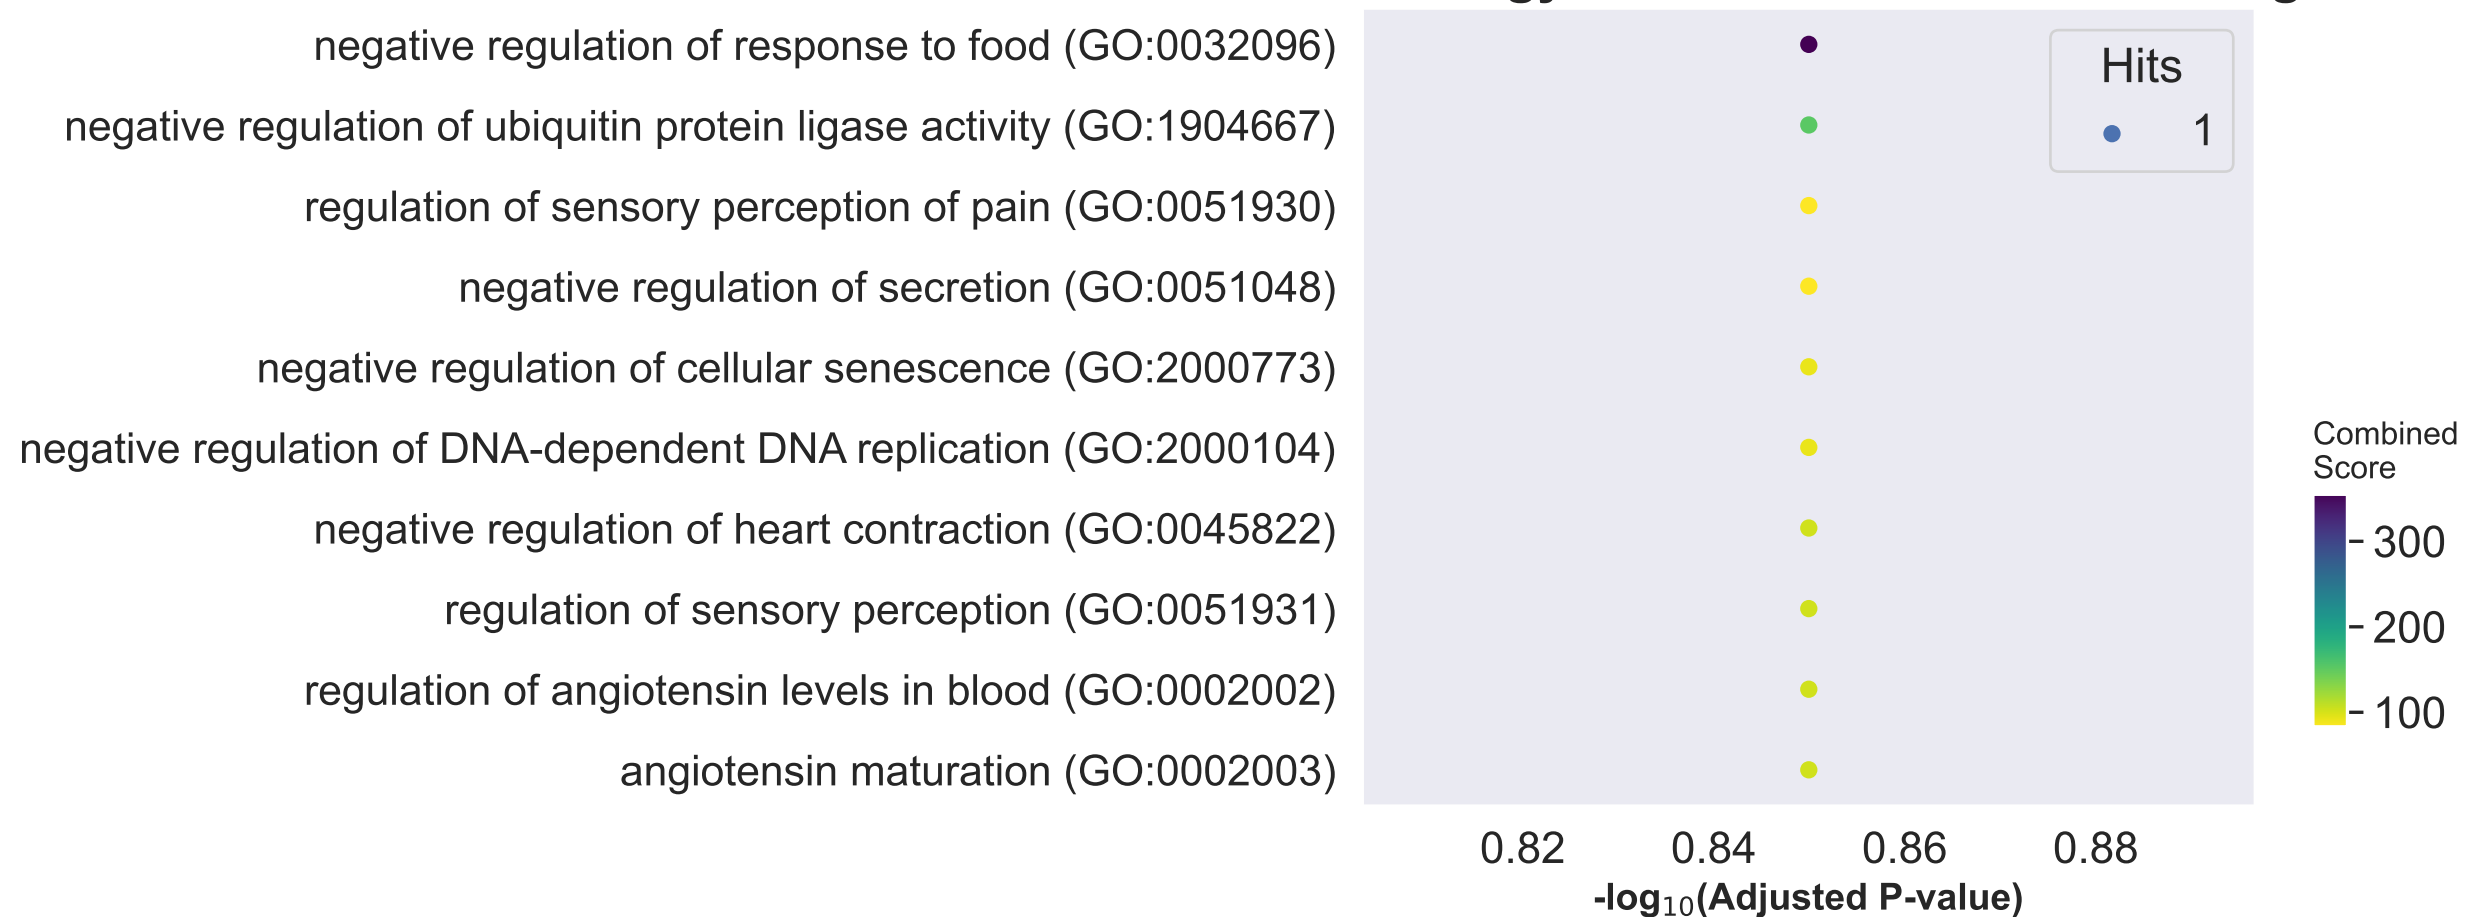 negative regulation of response to food (GO:0032096)
negative regulation of ubiquitin protein ligase activity (GO:1904667)
regulation of sensory perception of pain (GO:0051930)
negative regulation of secretion (GO:0051048)
negative regulation of cellular senescence (GO:2000773)
negative regulation of DNA-dependent DNA replication (GO:2000104)
negative regulation of heart contraction (GO:0045822)
regulation of sensory perception (GO:0051931)
regulation of angiotensin levels in blood (GO:0002002)
angiotensin maturation (GO:0002003)
Hits
1
Combined
Score
300
200
100
0.82 0.84 0.86 0.88
-log₁₀(Adjusted P-value)